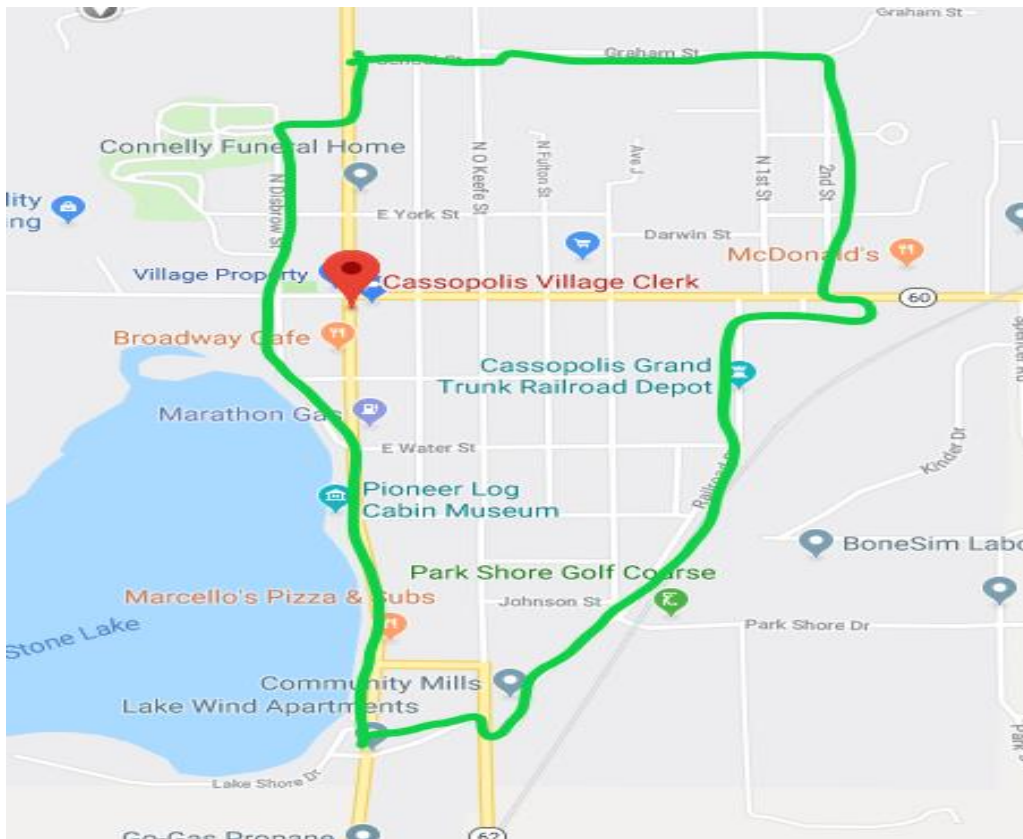 Graham St
Graham St
Connelly Funeral Home
N O Keefe St
N Fulton St
Ave J
N 1st St
2nd St
N Disbrow St
lity
ng
E York St
Darwin St
McDonald's
Village Property
Cassopolis Village Clerk
60
Broadway Cafe
Cassopolis Grand
Trunk Railroad Depot
Marathon Gas
E Water St
Kinder Dr
Pioneer Log
Cabin Museum
BoneSim Labo
Park Shore Golf Course
Marcello's Pizza & Subs
Johnson St
Park Shore Dr
Stone Lake
Community Mills
Lake Wind Apartments
Lake Shore Dr
Go-Gas Propane
62